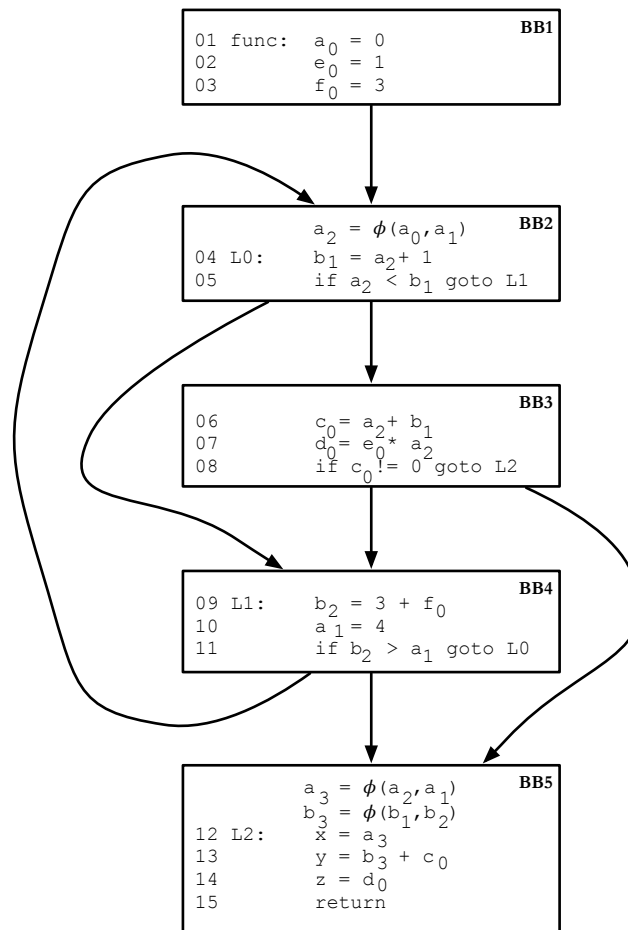 BB1
01 func: a0 = 0
02 e0 = 1
03 f0 = 3
BB2
a2 = ϕ(a0,a1)
04 L0: b1 = a2+ 1
05 if a2 < b1 goto L1
BB3
06 c0= a2+ b1
07 d0= e0* a2
08 if c0!= 0 goto L2
BB4
09 L1: b2 = 3 + f0
10 a1= 4
11 if b2 > a1 goto L0
BB5
a3 = ϕ(a2,a1)
b3 = ϕ(b1,b2)
12 L2: x = a3
13 y = b3 + c0
14 z = d0
15 return